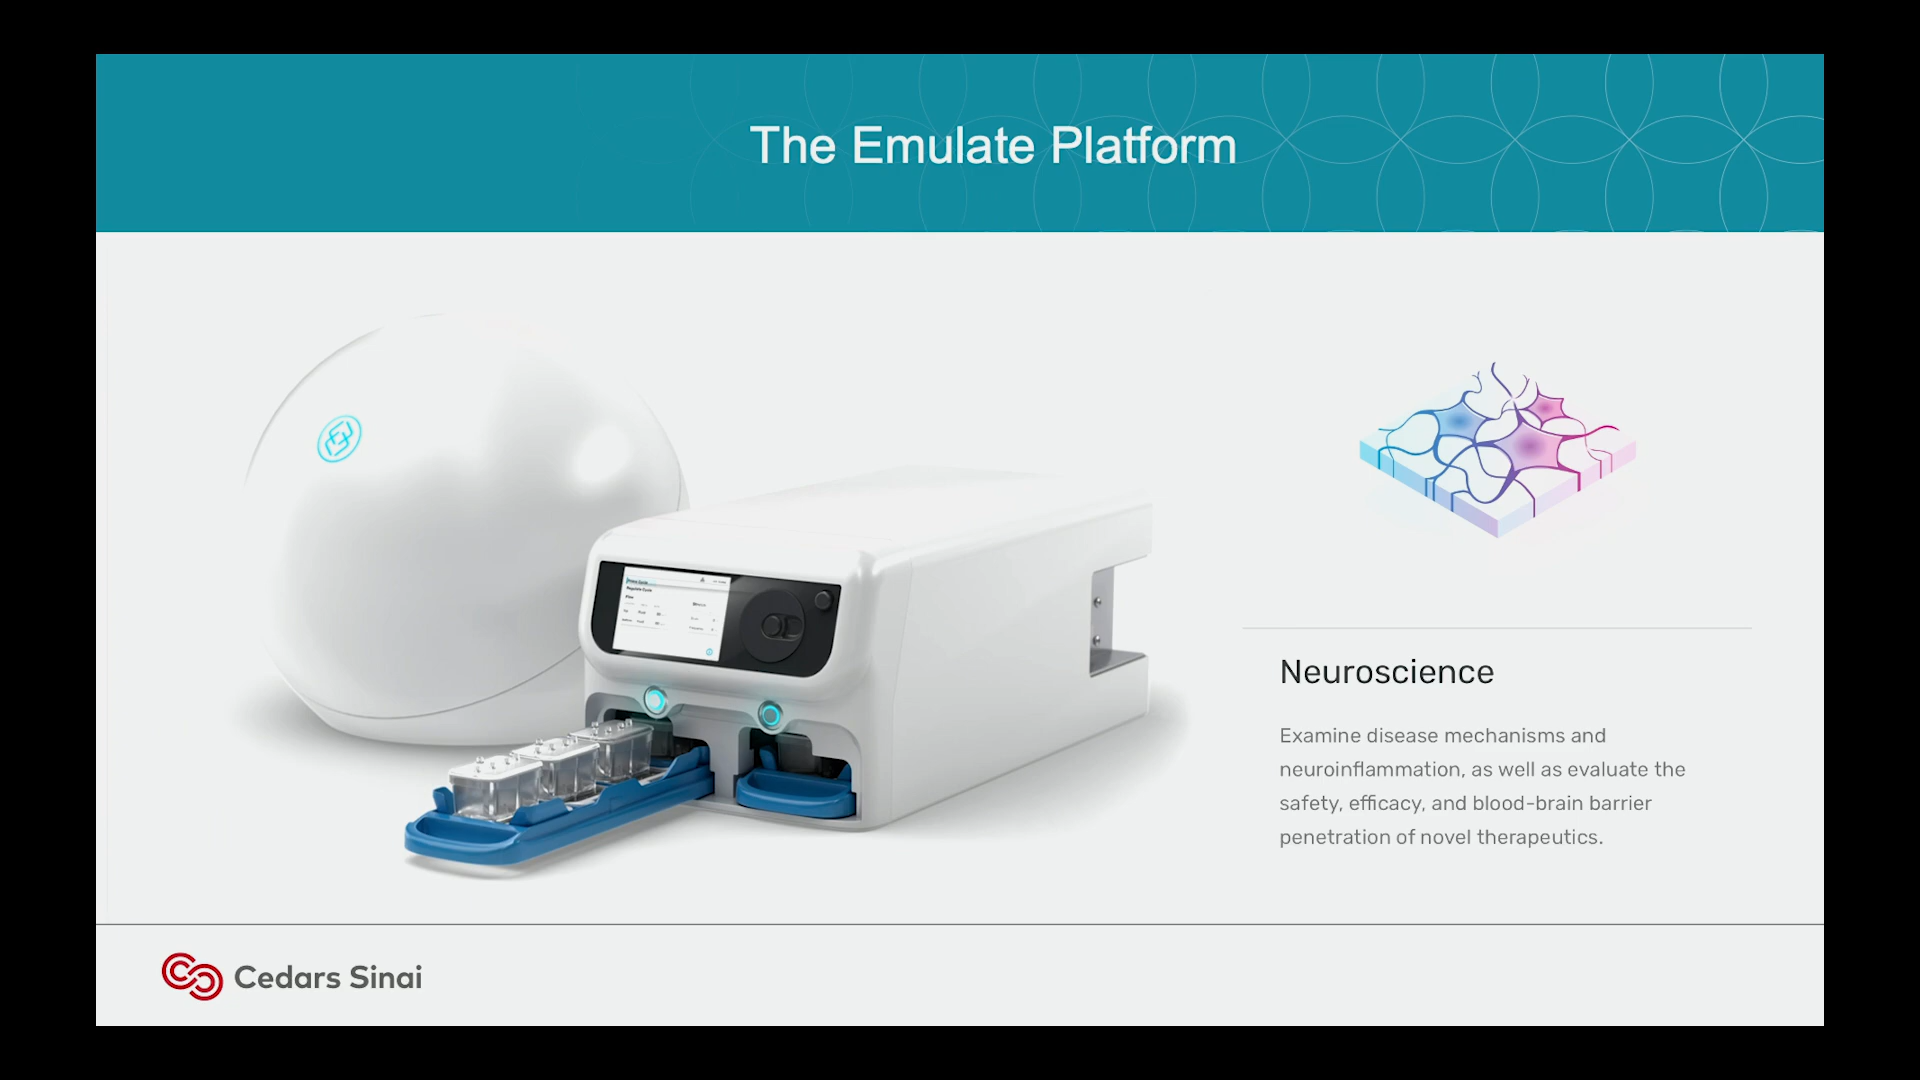 The Emulate Platform
Neuroscience
Examine disease mechanisms and
neuroinflammation, as well as evaluate the
safety, efficacy, and blood-brain barrier
penetration of novel therapeutics.
Cedars Sinai